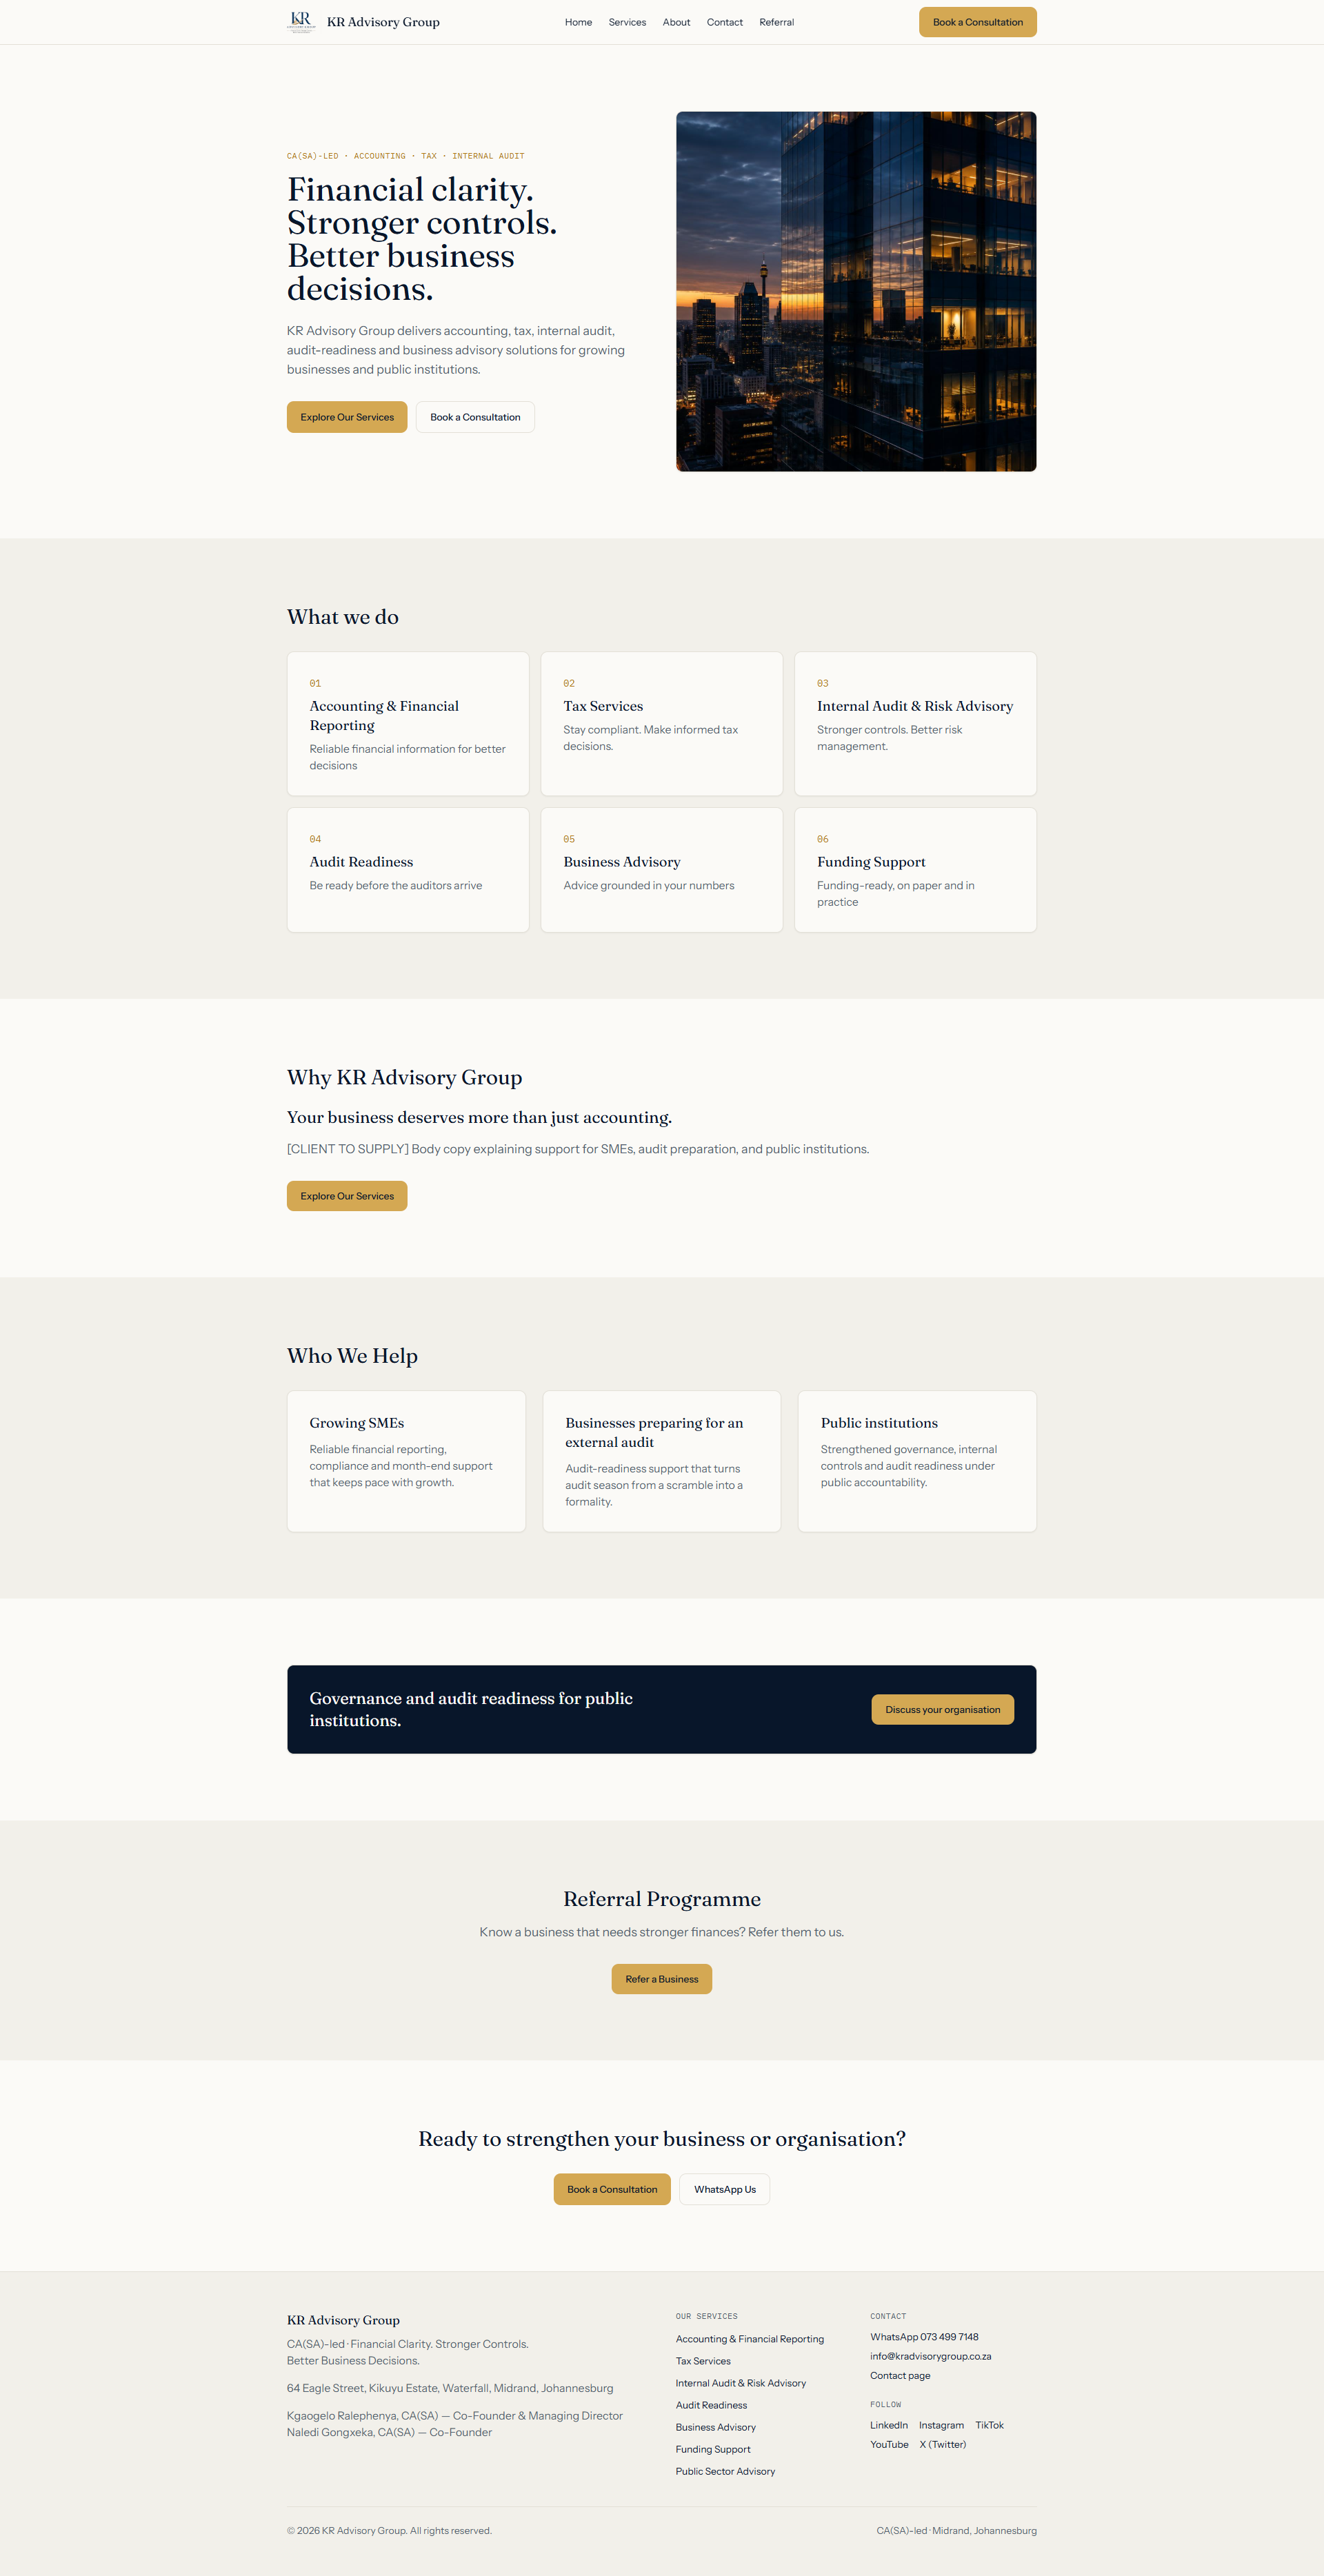 KR
KR Advisory Group
Home
Services
About
Contact
Referral
Book a Consultation
CA(SA)-LED · ACCOUNTING · TAX · INTERNAL AUDIT
Financial clarity.
Stronger controls.
Better business
decisions.
KR Advisory Group delivers accounting, tax, internal audit,
audit-readiness and business advisory solutions for growing
businesses and public institutions.
Explore Our Services
Book a Consultation
What we do
01
Accounting & Financial
Reporting
Reliable financial information for better
decisions
02
Tax Services
Stay compliant. Make informed tax
decisions.
03
Internal Audit & Risk Advisory
Stronger controls. Better risk
management.
04
Audit Readiness
Be ready before the auditors arrive
05
Business Advisory
Advice grounded in your numbers
06
Funding Support
Funding-ready, on paper and in
practice
Why KR Advisory Group
Your business deserves more than just accounting.
[CLIENT TO SUPPLY] Body copy explaining support for SMEs, audit preparation, and public institutions.
Explore Our Services
Who We Help
Growing SMEs
Reliable financial reporting,
compliance and month-end support
that keeps pace with growth.
Businesses preparing for an
external audit
Audit-readiness support that turns
audit season from a scramble into a
formality.
Public institutions
Strengthened governance, internal
controls and audit readiness under
public accountability.
Governance and audit readiness for public
institutions.
Discuss your organisation
Referral Programme
Know a business that needs stronger finances? Refer them to us.
Refer a Business
Ready to strengthen your business or organisation?
Book a Consultation
WhatsApp Us
KR Advisory Group
CA(SA)-led · Financial Clarity. Stronger Controls.
Better Business Decisions.
64 Eagle Street, Kikuyu Estate, Waterfall, Midrand, Johannesburg
Kgaogelo Ralephenya, CA(SA) — Co-Founder & Managing Director
Naledi Gongxeka, CA(SA) — Co-Founder
OUR SERVICES
Accounting & Financial Reporting
Tax Services
Internal Audit & Risk Advisory
Audit Readiness
Business Advisory
Funding Support
Public Sector Advisory
CONTACT
WhatsApp 073 499 7148
info@kradvisorygroup.co.za
Contact page
FOLLOW
LinkedIn Instagram TikTok
YouTube X (Twitter)
© 2026 KR Advisory Group. All rights reserved.
CA(SA)-led · Midrand, Johannesburg